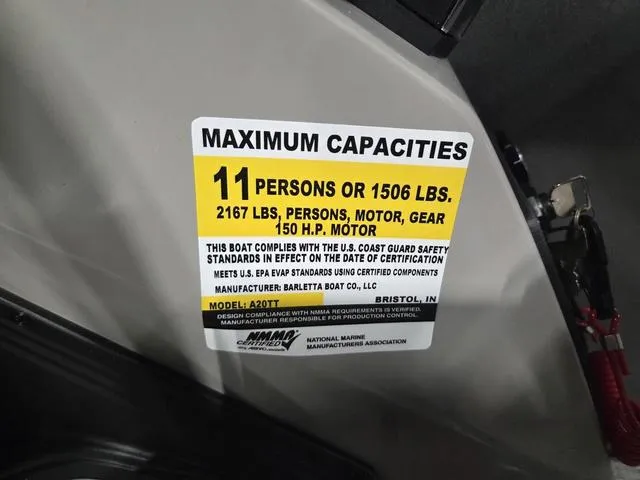 MAXIMUM CAPACITIES
11 PERSONS OR 1506 LBS.
2167 LBS, PERSONS, MOTOR, GEAR
150 H.P. MOTOR
THIS BOAT COMPLIES WITH THE U.S. COAST GUARD SAFETY
STANDARDS IN EFFECT ON THE DATE OF CERTIFICATION
MEETS U.S. EPA EVAP STANDARDS USING CERTIFIED COMPONENTS
MANUFACTURER: BARLETTA BOAT CO., LLC
MODEL: A20TT BRISTOL, IN
DESIGN COMPLIANCE WITH NMMA REQUIREMENTS IS VERIFIED.
MANUFACTURER RESPONSIBLE FOR PRODUCTION CONTROL.
NMMA
CERTIFIED
NATIONAL MARINE
MANUFACTURERS ASSOCIATION